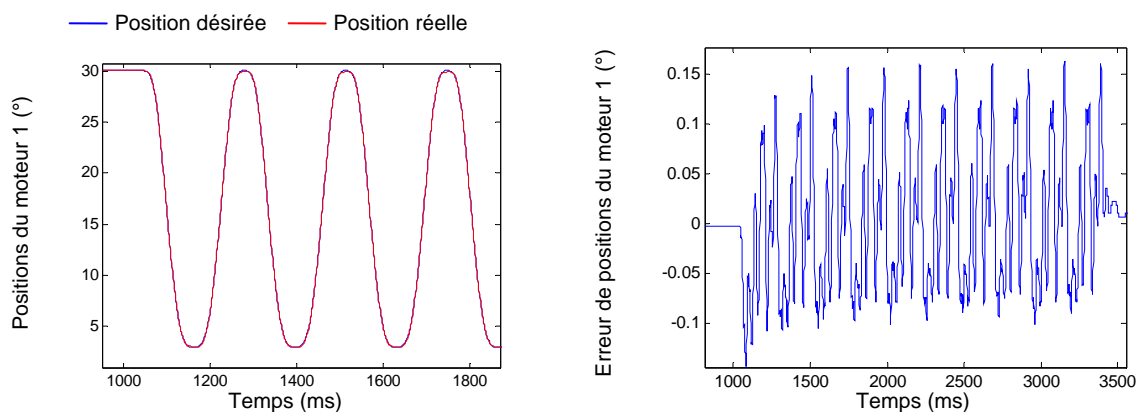 Position désirée
Position réelle
Positions du moteur 1 (°)
30
25
20
15
10
5
1000 1200 1400 1600 1800
Temps (ms)
Erreur de positions du moteur 1 (°)
0.15
0.1
0.05
0
-0.05
-0.1
1000 1500 2000 2500 3000 3500
Temps (ms)